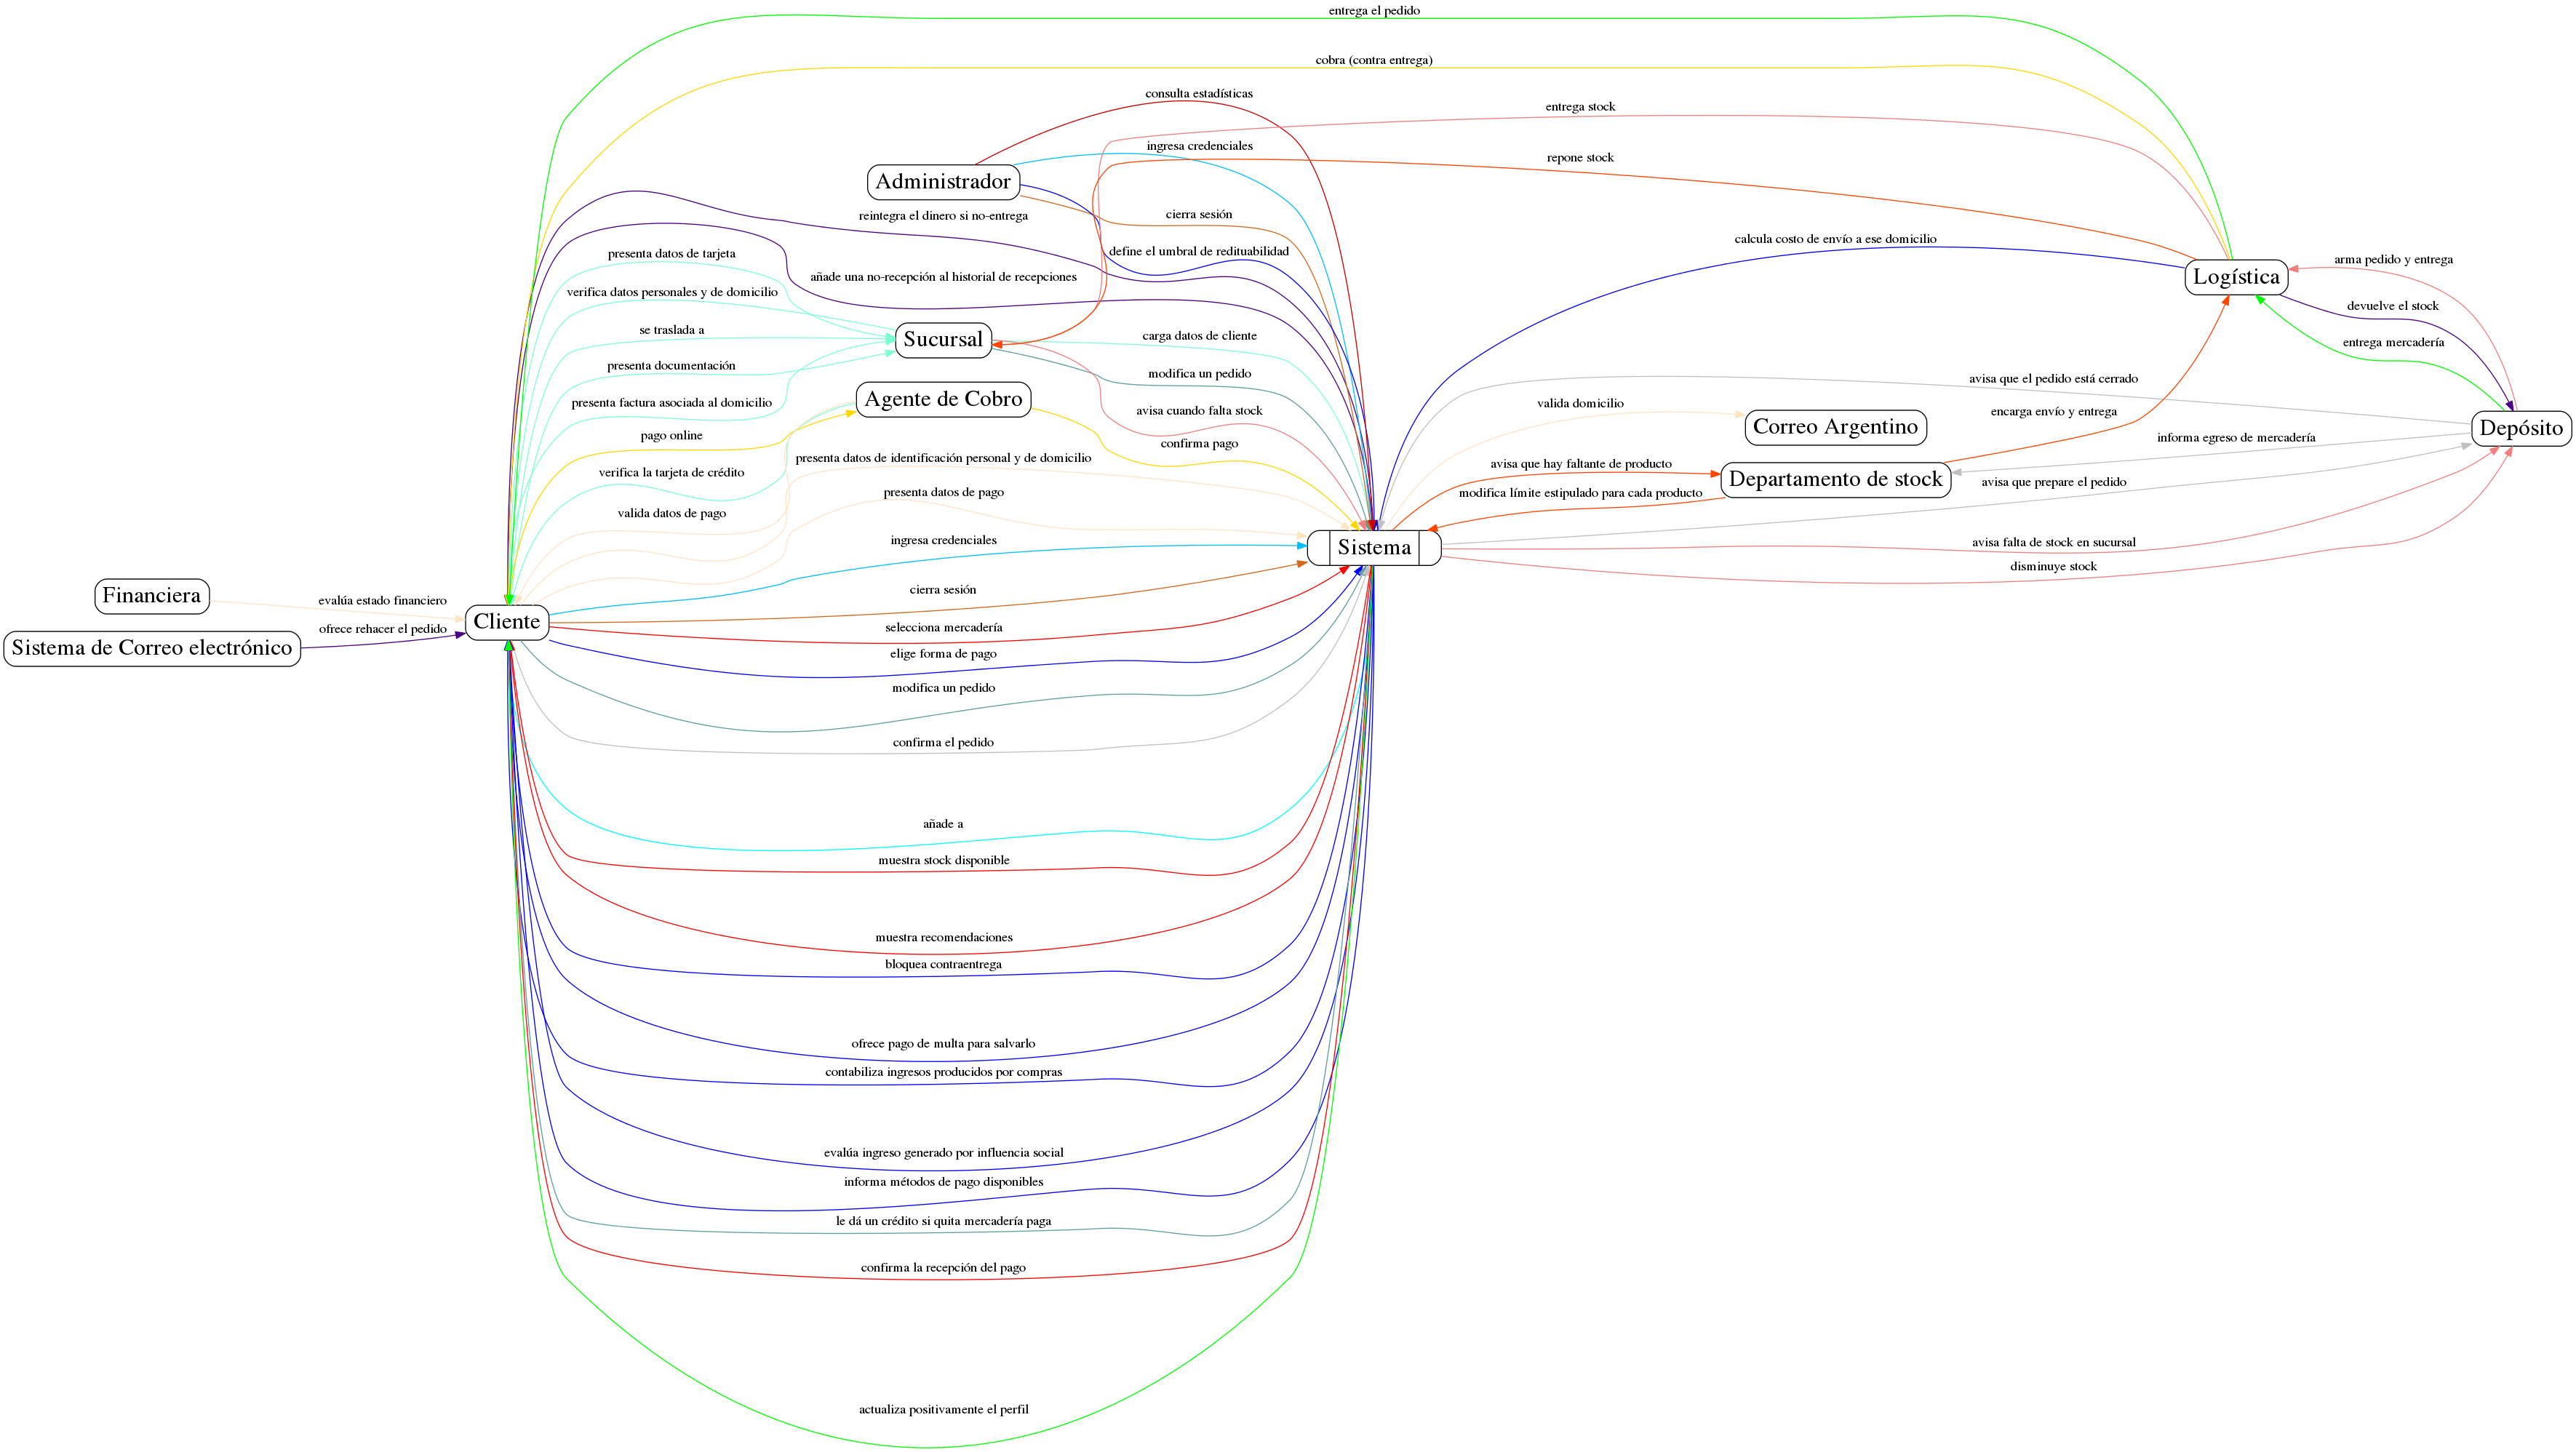 entrega el pedido
cobra (contra entrega)
consulta estadísticas
entrega stock
ingresa credenciales
repone stock
Administrador
cierra sesión
reintegra el dinero si no-entrega
define el umbral de redituabilidad
calcula costo de envío a ese domicilio
presenta datos de tarjeta
arma pedido y entrega
Logística
añade una no-recepción al historial de recepciones
verifica datos personales y de domicilio
devuelve el stock
se traslada a
Sucursal
carga datos de cliente
entrega mercadería
presenta documentación
modifica un pedido
avisa que el pedido está cerrado
presenta factura asociada al domicilio
Agente de Cobro
avisa cuando falta stock
valida domicilio
encarga envío y entrega
Correo Argentino
Depósito
pago online
confirma pago
informa egreso de mercadería
presenta datos de identificación personal y de domicilio
avisa que hay faltante de producto
verifica la tarjeta de crédito
Departamento de stock
avisa que prepare el pedido
presenta datos de pago
modifica límite estipulado para cada producto
valida datos de pago
ingresa credenciales
Sistema
avisa falta de stock en sucursal
disminuye stock
cierra sesión
Financiera
evalúa estado financiero
Cliente
selecciona mercadería
ofrece rehacer el pedido
Sistema de Correo electrónico
elige forma de pago
modifica un pedido
confirma el pedido
añade a
muestra stock disponible
muestra recomendaciones
bloquea contraentrega
ofrece pago de multa para salvarlo
contabiliza ingresos producidos por compras
evalúa ingreso generado por influencia social
informa métodos de pago disponibles
le dá un crédito si quita mercadería paga
confirma la recepción del pago
actualiza positivamente el perfil